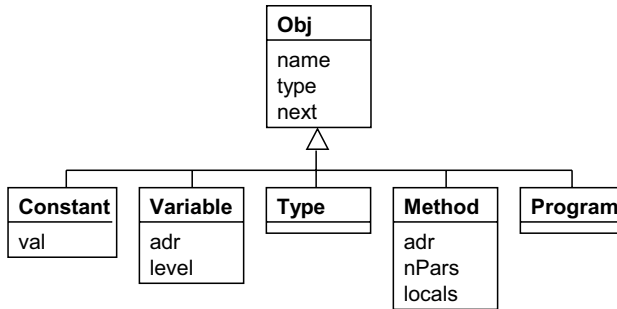 Obj
name
type
next
Constant
val
Variable
adr
level
Type
Method
adr
nPars
locals
Program